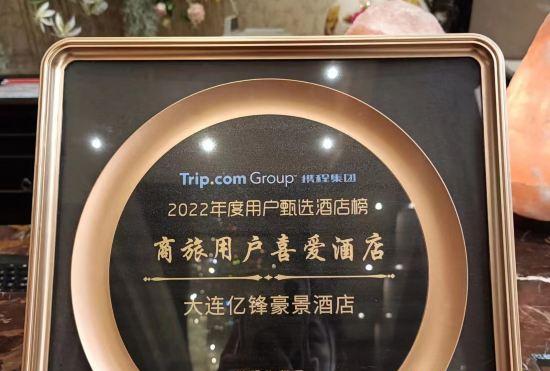 Trip.com Group™ 携程集团
2022年度用户甄选酒店榜
商旅用户喜爱酒店
大连亿锋豪景酒店